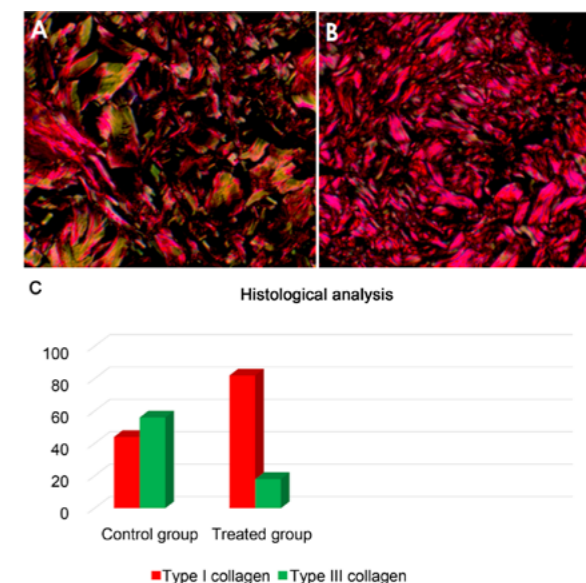 A
B
C
Histological analysis
100
80
60
40
20
0
Control group Treated group
Type I collagen Type III collagen